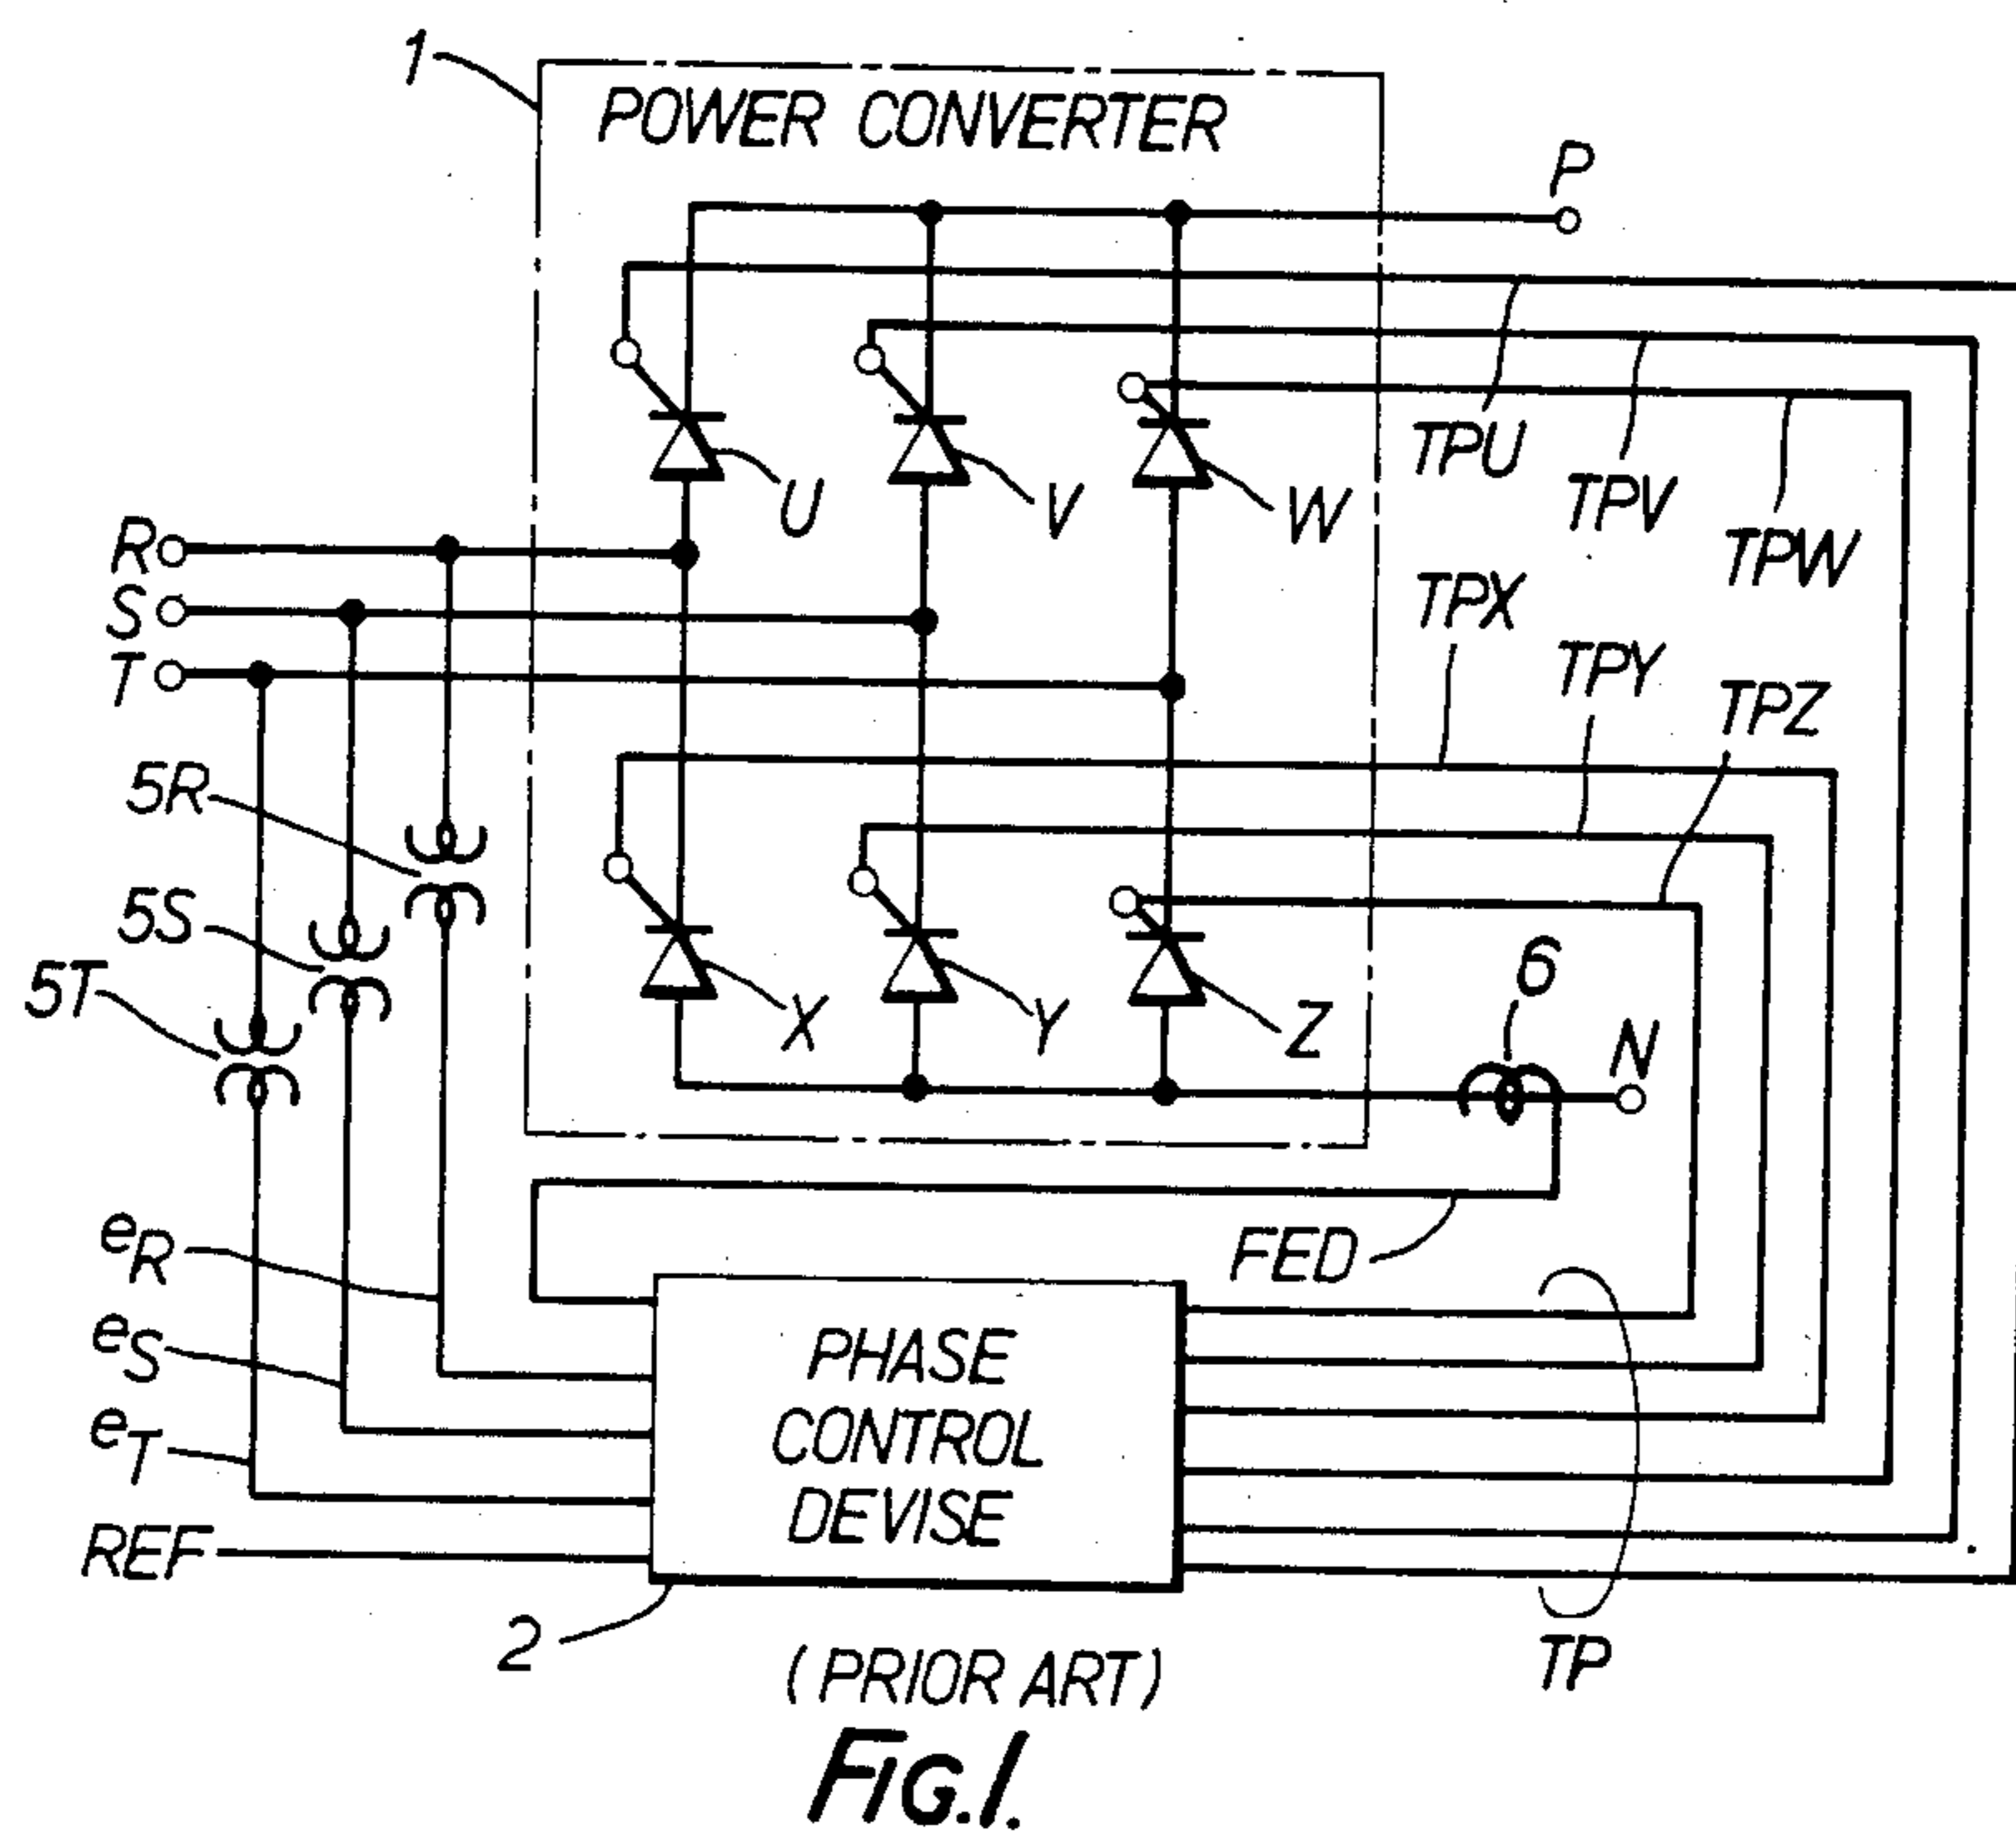 1
POWER CONVERTER
P
TPU
TPV
TPW
U
V
W
R
S
T
TPX
TPY
TPZ
5R
5S
5T
X
Y
Z
6
N
FED
eR
eS
eT
REF
PHASE
CONTROL
DEVISE
2
TP
(PRIOR ART)
FIG.1.